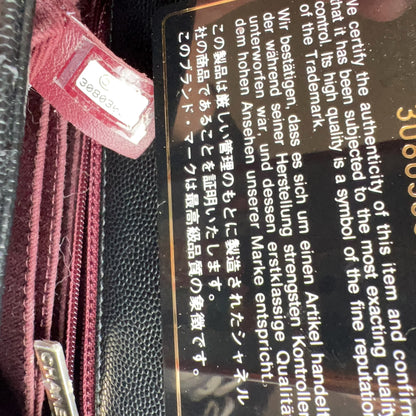 30803
We certify the authenticity of this item and confirm
that it has been subjected to the most exacting quality
control. Its high quality is a symbol of the fine reputation
of the Trademark.
Wir bestätigen, dass es sich um einen Artikel handelt,
der während seiner Herstellung strengsten Kontrollen
unterworfen war, und dessen erstklassige Qualität
dem hohen Ansehen unserer Marke entspricht.
この製品は厳しい管理のもとに製造されたシャネル
社の商品であることを証明いたします。
このブランド・マークは最高級品質の象徴です。
30803